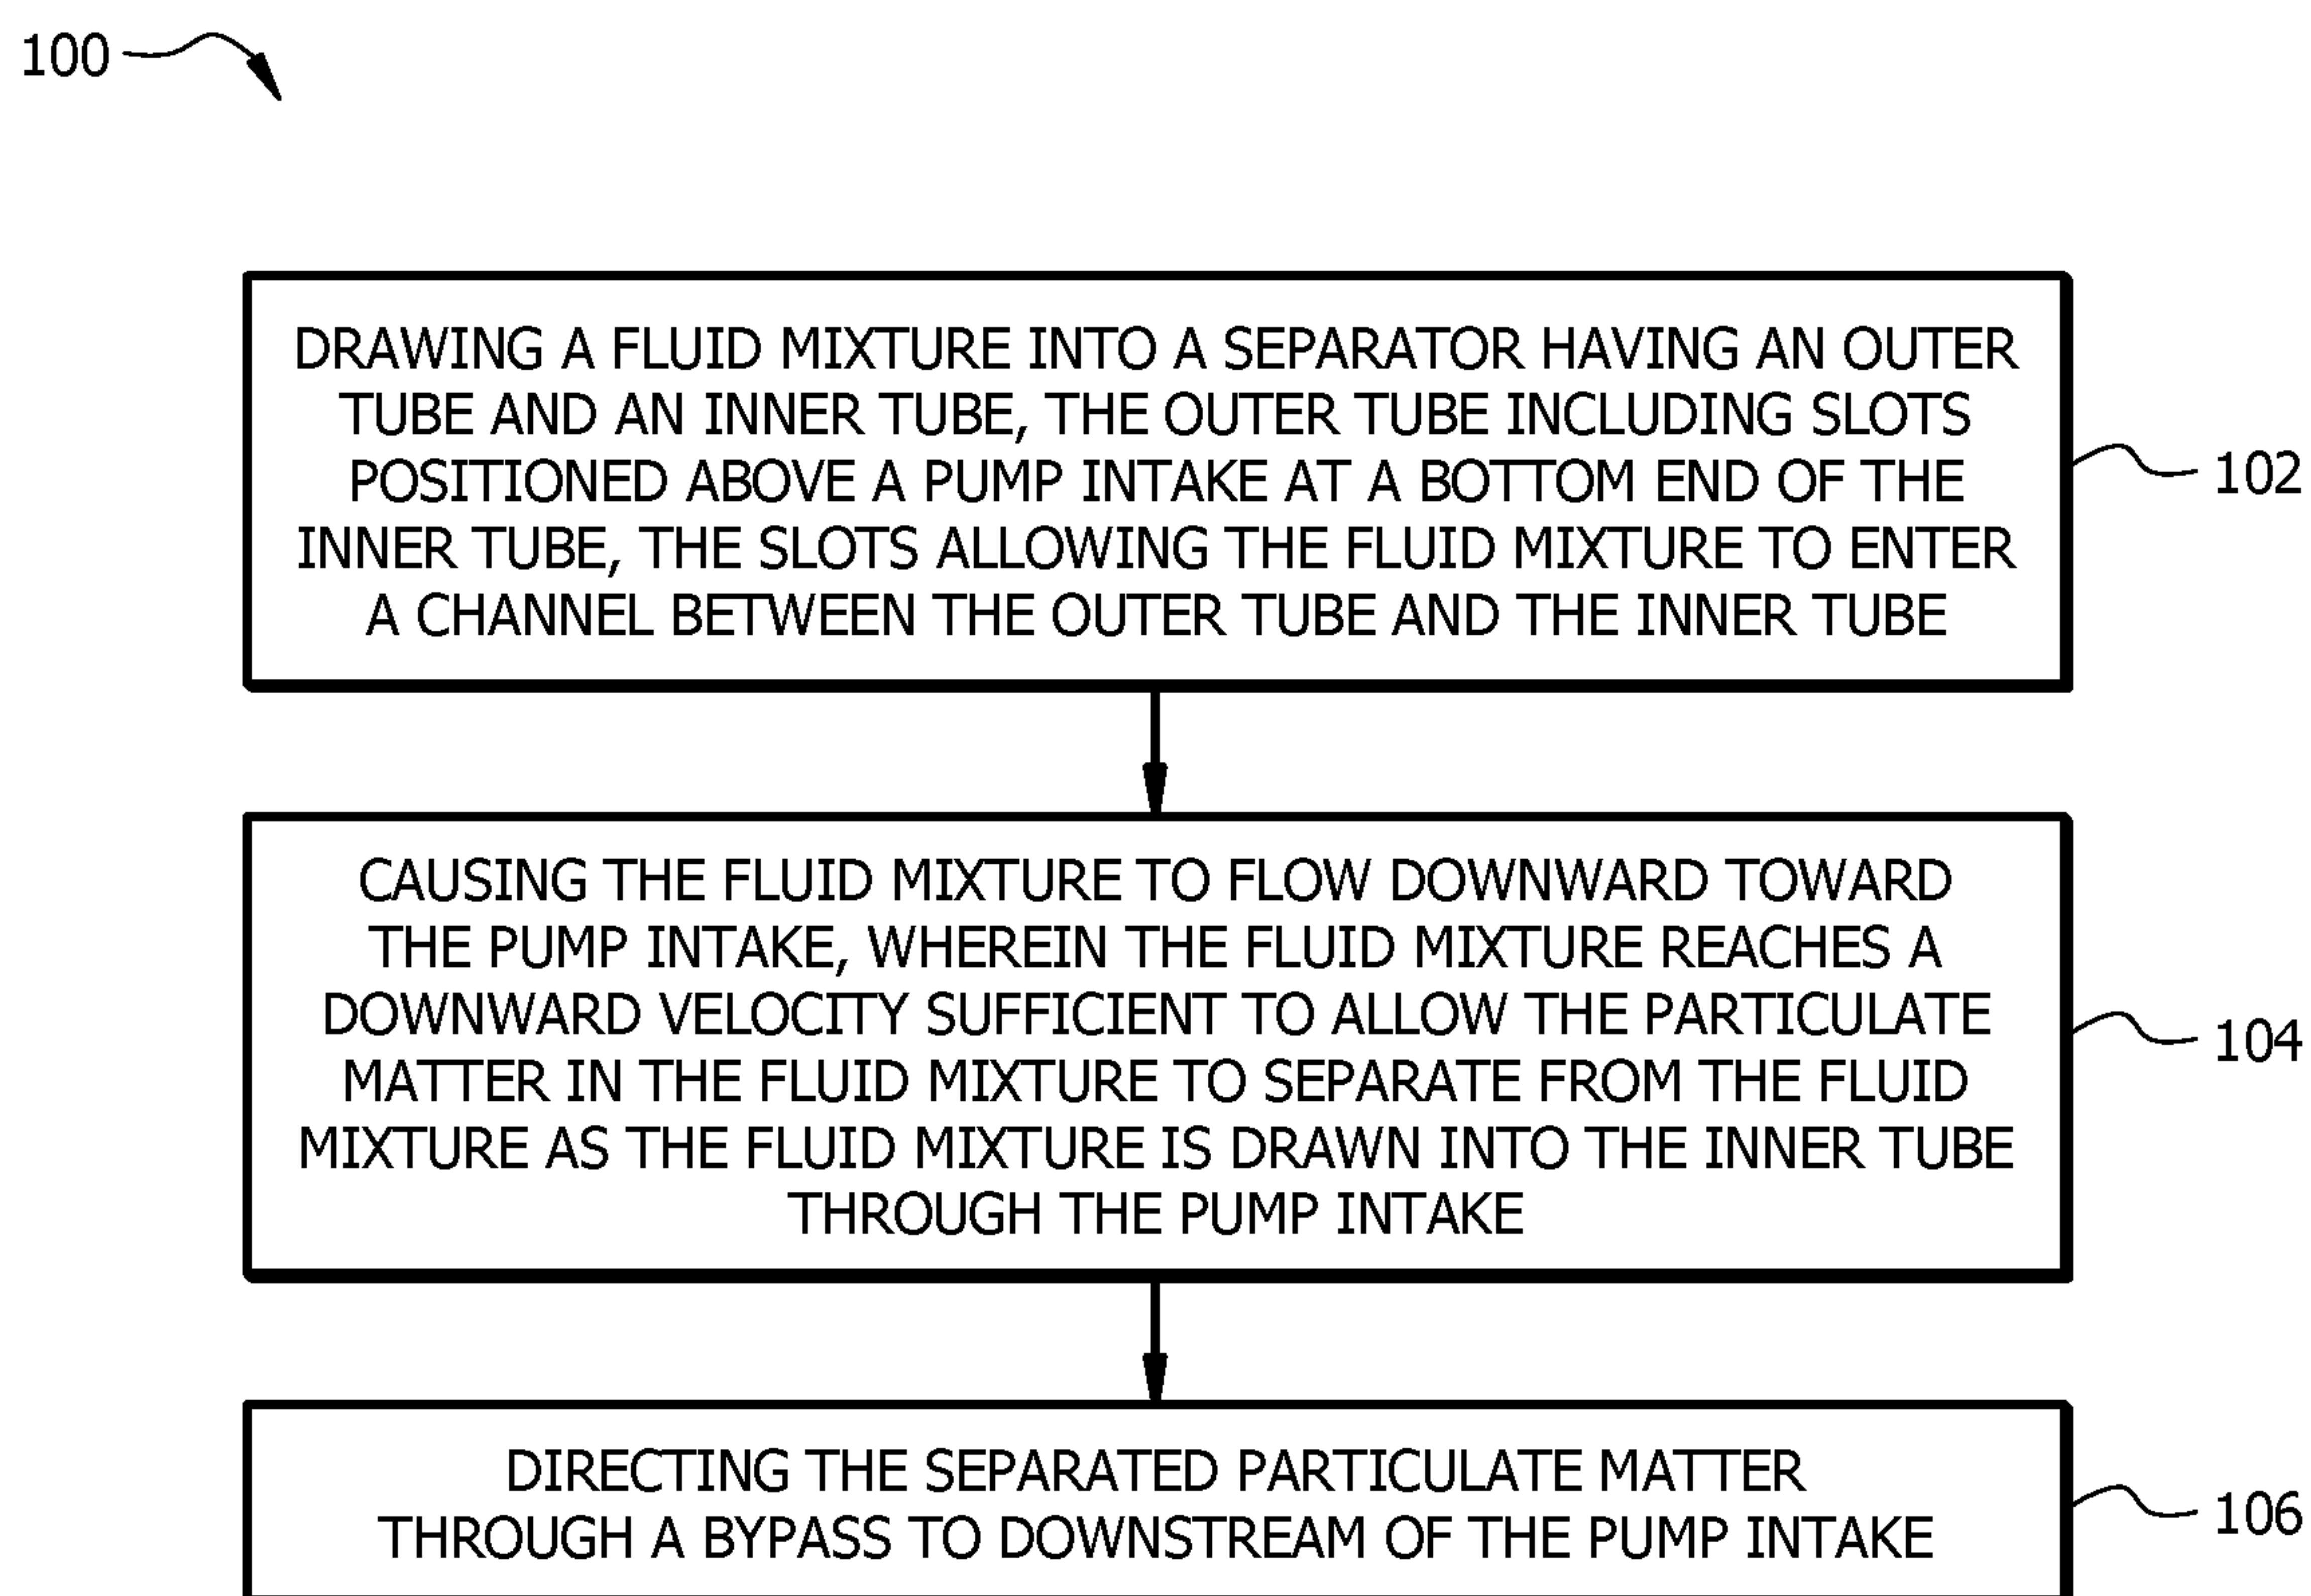 100
DRAWING A FLUID MIXTURE INTO A SEPARATOR HAVING AN OUTER
TUBE AND AN INNER TUBE, THE OUTER TUBE INCLUDING SLOTS
POSITIONED ABOVE A PUMP INTAKE AT A BOTTOM END OF THE
INNER TUBE, THE SLOTS ALLOWING THE FLUID MIXTURE TO ENTER
A CHANNEL BETWEEN THE OUTER TUBE AND THE INNER TUBE
102
CAUSING THE FLUID MIXTURE TO FLOW DOWNWARD TOWARD
THE PUMP INTAKE, WHEREIN THE FLUID MIXTURE REACHES A
DOWNWARD VELOCITY SUFFICIENT TO ALLOW THE PARTICULATE
MATTER IN THE FLUID MIXTURE TO SEPARATE FROM THE FLUID
MIXTURE AS THE FLUID MIXTURE IS DRAWN INTO THE INNER TUBE
THROUGH THE PUMP INTAKE
104
DIRECTING THE SEPARATED PARTICULATE MATTER
THROUGH A BYPASS TO DOWNSTREAM OF THE PUMP INTAKE
106